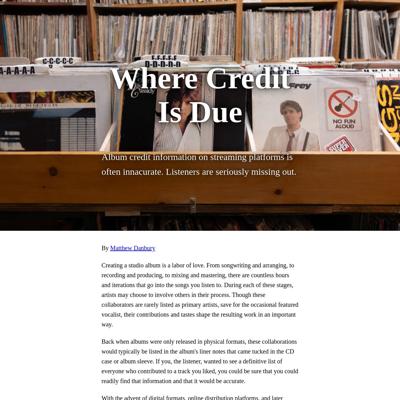 C-C-C-C-C
A-A-A-A
F-F-F-F-F
D-D-D-D-D
Where Credit
Is Due
NO FUN
ALOUD
Album credit information on streaming platforms is
often innacurate. Listeners are seriously missing out.
By Matthew Danbury
Creating a studio album is a labor of love. From songwriting and arranging, to
recording and producing, to mixing and mastering, there are countless hours
and iterations that go into the songs you listen to. During each of these stages,
artists may choose to involve others in their process. Though these
collaborators are rarely listed as primary artists, save for the occasional featured
vocalist, their contributions and tastes shape the resulting work in an important
way.
Back when albums were only released in physical formats, these collaborations
would typically be listed in the album's liner notes that came tucked in the CD
case or album sleeve. If you, the listener, wanted to see a definitive list of
everyone who contributed to a track you liked, you could be sure that you could
readily find that information and that it would be accurate.
With the advent of digital formats, online distribution platforms, and later